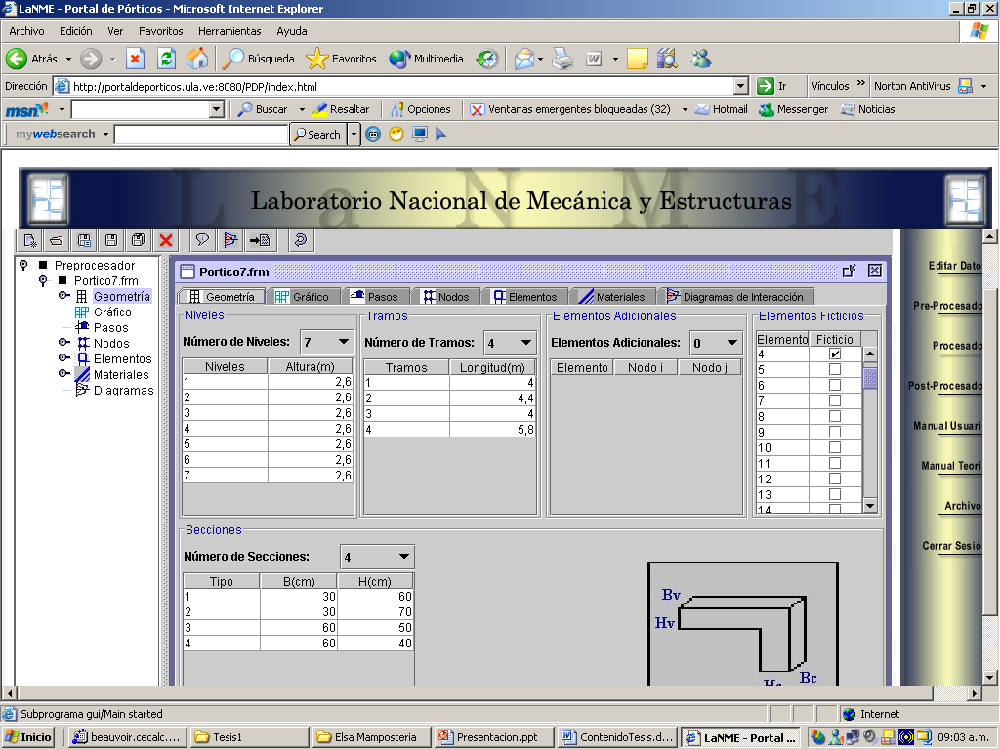 LaNME - Portal de Pórticos - Microsoft Internet Explorer
Archivo Edición Ver Favoritos Herramientas Ayuda
Atrás Búsqueda Favoritos Multimedia
Dirección http://portaldeporticos.ula.ve:8080/PDP/index.html Ir Vínculos » Norton AntiVirus
msn Buscar Resaltar Opciones Ventanas emergentes bloqueadas (32) Hotmail Messenger Noticias
mywebsearch Search
L a N M E
Laboratorio Nacional de Mecánica y Estructuras
Preprocesador
Portico7.frm
Geometría
Gráfico
Pasos
Nodos
Elementos
Materiales
Diagramas
Portico7.frm
Geometría Gráfico Pasos Nodos Elementos Materiales Diagramas de Interacción
Niveles
Número de Niveles: 7
Niveles Altura(m)
1 2,6
2 2,6
3 2,6
4 2,6
5 2,6
6 2,6
7 2,6
Tramos
Número de Tramos: 4
Tramos Longitud(m)
1 4
2 4,4
3 4
4 5,8
Elementos Adicionales
Elementos Adicionales: 0
Elemento Nodo i Nodo j
Elementos Ficticios
Elemento Ficticio
4
5
6
7
8
9
10
11
12
13
14
Secciones
Número de Secciones: 4
Tipo B(cm) H(cm)
1 30 60
2 30 70
3 60 50
4 60 40
Bv
Hv
Bc
Editar Dato
Pre-Procesado
Procesado
Post-Procesado
Manual Usuari
Manual Teorí
Archivo
Cerrar Sesió
Subprograma gui/Main started Internet
Inicio beauvoir.cecalc.... Tesis1 Elsa Mamposteria Presentacion.ppt ContenidoTesis.d... LaNME - Portal ... 09:03 a.m.